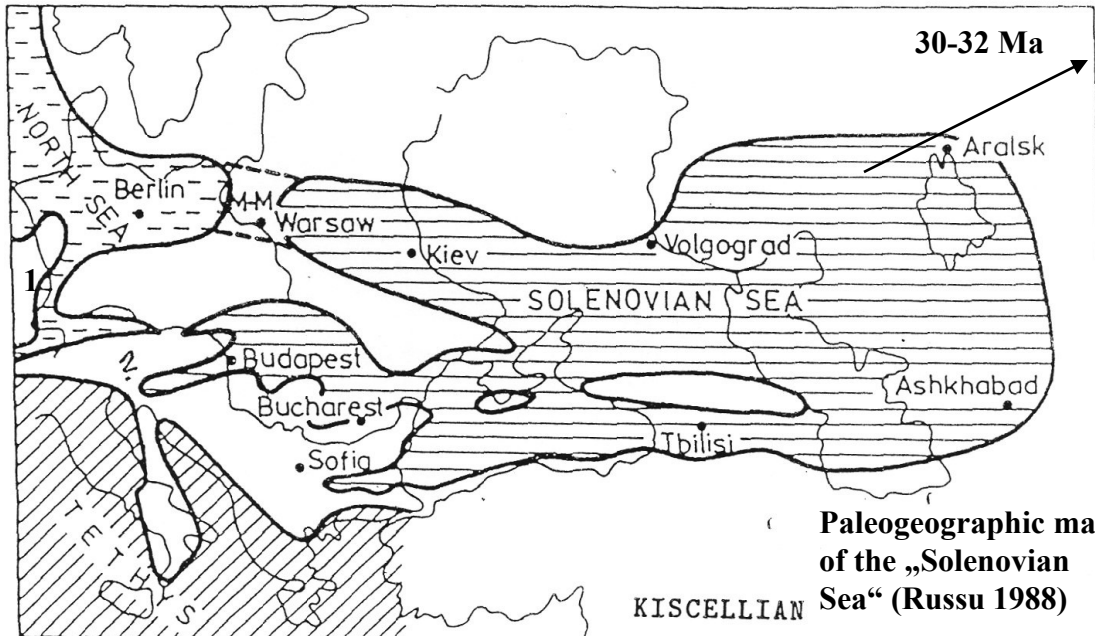 30-32 Ma
Aralsk
NORTH SEA
Berlin
M-M
Warsaw
Kiev
Volgograd
1
SOLENOVIAN SEA
N.
Budapest
Ashkhabad
Bucharest
Tbilisi
Sofia
TETHYS
Paleogeographic ma
of the „Solenovian
KISCELLIAN Sea“ (Russu 1988)